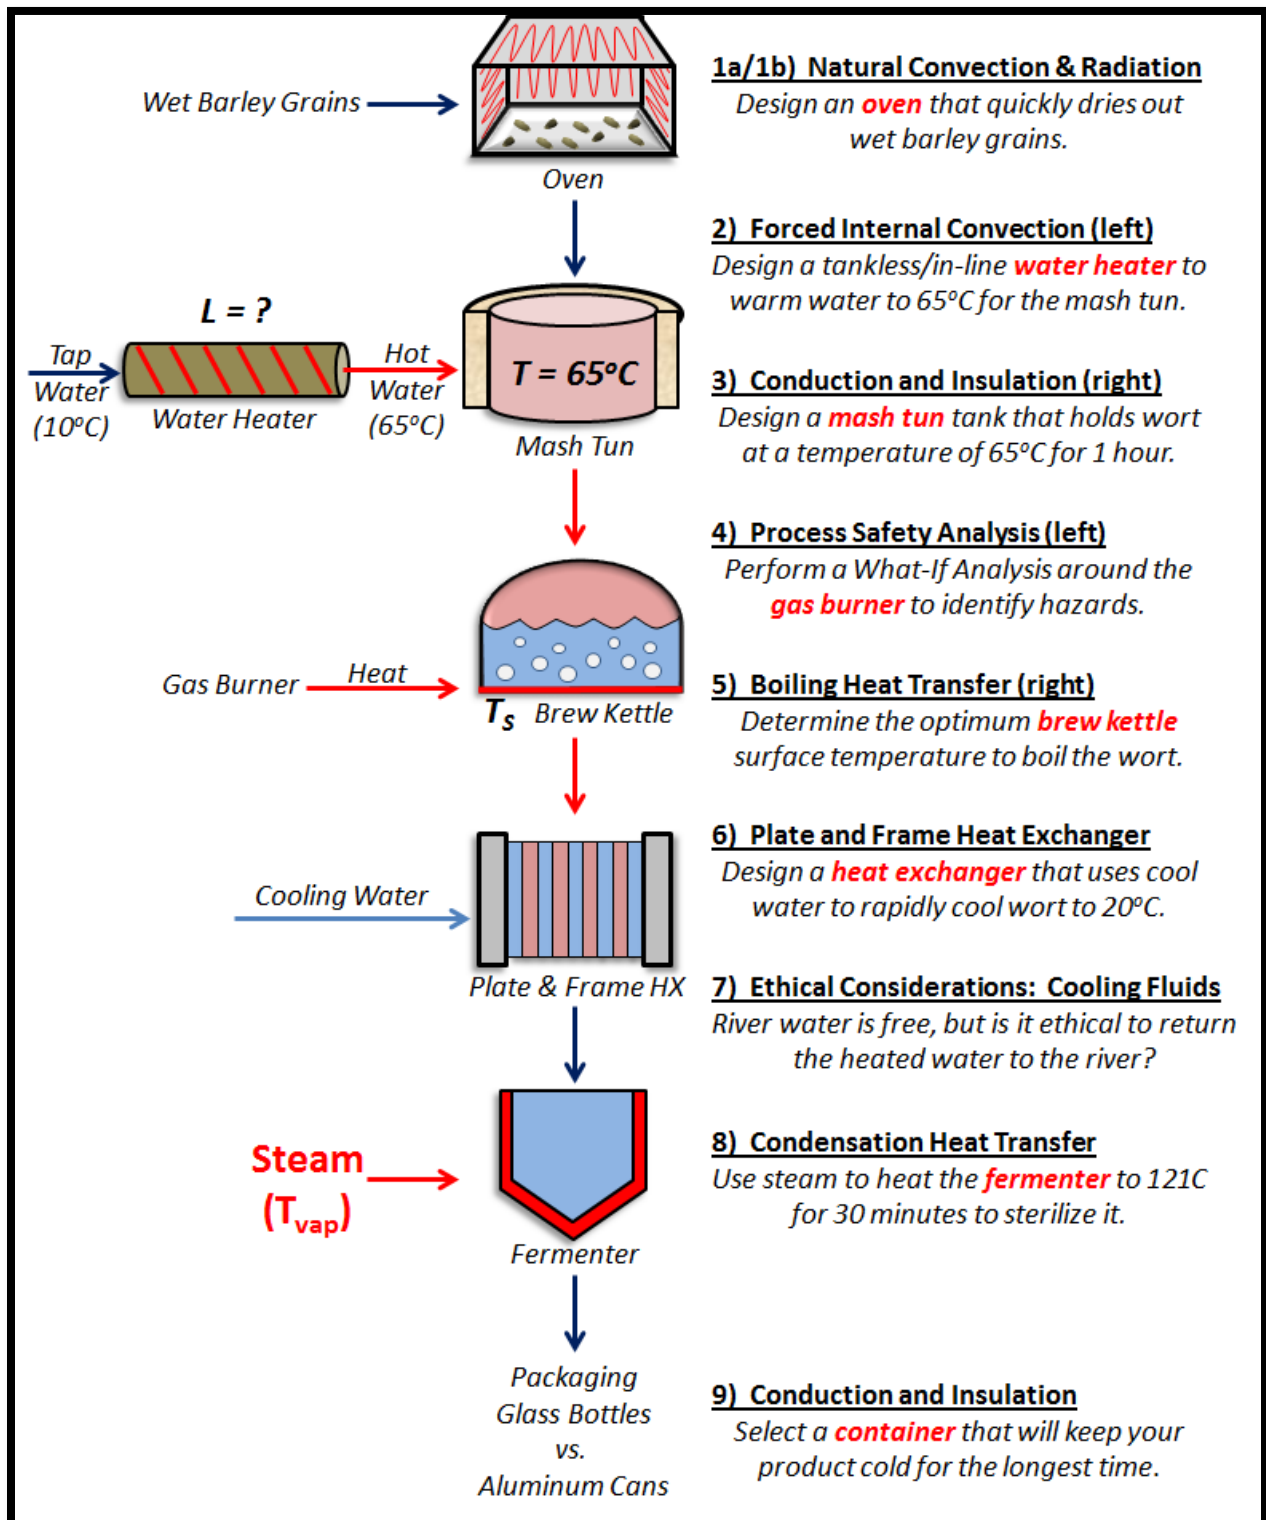 1a/1b) Natural Convection & Radiation
Design an oven that quickly dries out
wet barley grains.
Wet Barley Grains
Oven
2) Forced Internal Convection (left)
Design a tankless/in-line water heater to
warm water to 65°C for the mash tun.
L = ?
Tap
Water
(10°C)
Water Heater
Hot
Water
(65°C)
T = 65°C
Mash Tun
3) Conduction and Insulation (right)
Design a mash tun tank that holds wort
at a temperature of 65°C for 1 hour.
4) Process Safety Analysis (left)
Perform a What-If Analysis around the
gas burner to identify hazards.
Gas Burner
Heat
Ts
Brew Kettle
5) Boiling Heat Transfer (right)
Determine the optimum brew kettle
surface temperature to boil the wort.
6) Plate and Frame Heat Exchanger
Design a heat exchanger that uses cool
water to rapidly cool wort to 20°C.
Cooling Water
Plate & Frame HX
7) Ethical Considerations: Cooling Fluids
River water is free, but is it ethical to return
the heated water to the river?
8) Condensation Heat Transfer
Use steam to heat the fermenter to 121C
for 30 minutes to sterilize it.
Steam
(Tvap)
Fermenter
Packaging
Glass Bottles
vs.
Aluminum Cans
9) Conduction and Insulation
Select a container that will keep your
product cold for the longest time.